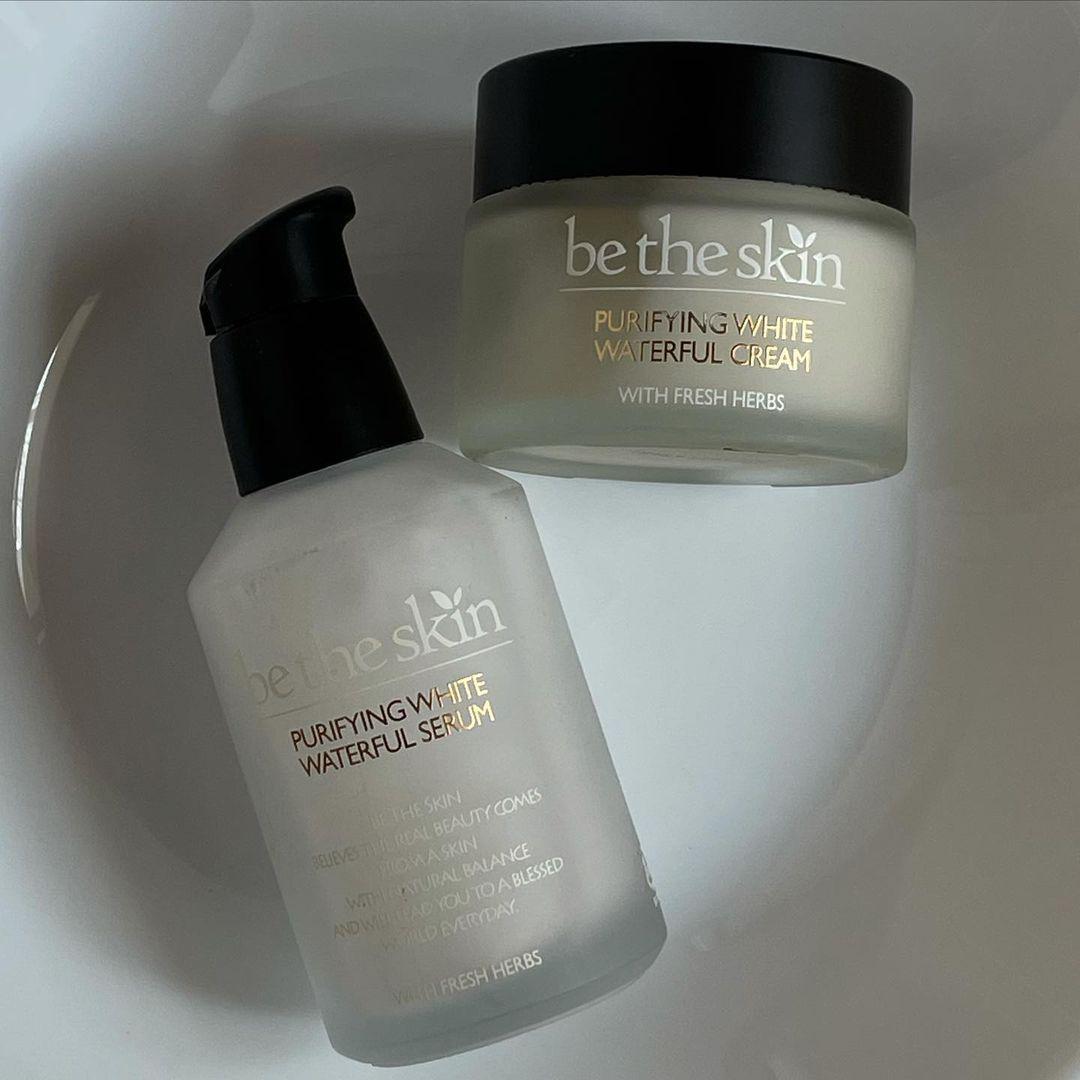 be the skin
PURIFYING WHITE
WATERFUL CREAM
WITH FRESH HERBS
be the skin
PURIFYING WHITE
WATERFUL SERUM
BE THE SKIN
BELIEVES THE REAL BEAUTY COMES
FROM A SKIN
WITH NATURAL BALANCE
AND WILL LEAD YOU TO A BLESSED
WORLD EVERYDAY.
WITH FRESH HERBS